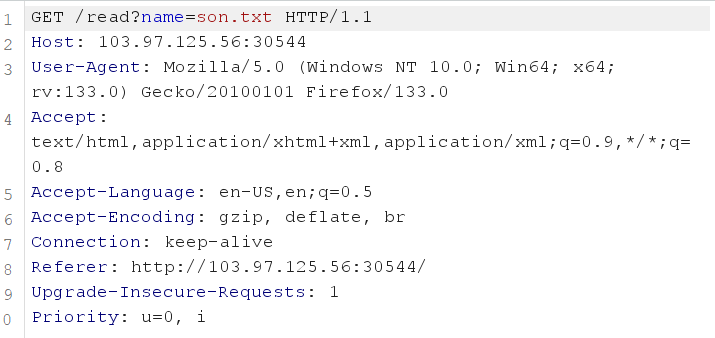 1 GET /read?name=son.txt HTTP/1.1
2 Host: 103.97.125.56:30544
3 User-Agent: Mozilla/5.0 (Windows NT 10.0; Win64; x64;
rv:133.0) Gecko/20100101 Firefox/133.0
4 Accept:
text/html,application/xhtml+xml,application/xml;q=0.9,*/*;q=
0.8
5 Accept-Language: en-US,en;q=0.5
6 Accept-Encoding: gzip, deflate, br
7 Connection: keep-alive
8 Referer: http://103.97.125.56:30544/
9 Upgrade-Insecure-Requests: 1
0 Priority: u=0, i